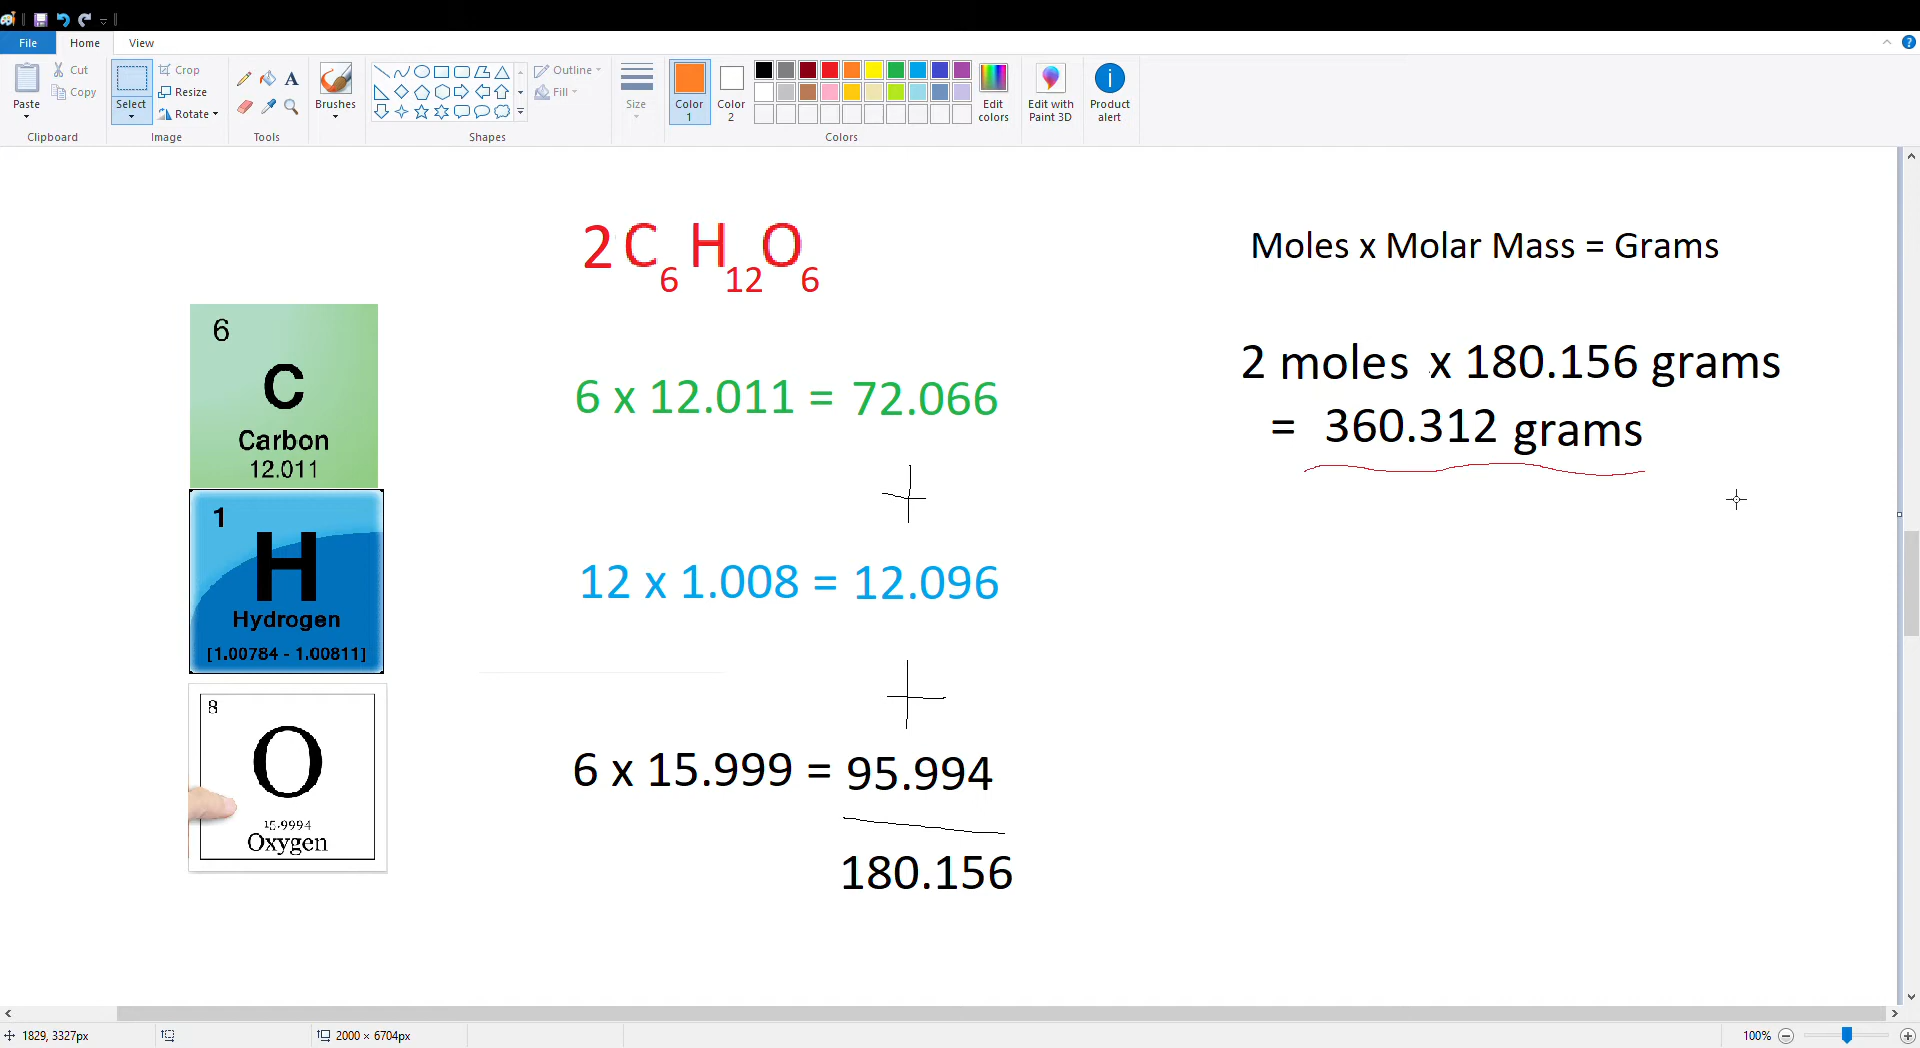 File Home View
Paste
Cut
Copy
Clipboard
Select
Crop
Resize
Rotate
Image
A
Tools
Brushes
Shapes
Outline
Fill
Size
Color 1
Color 2
Edit colors
Colors
Edit with Paint 3D
Product alert
2C6H12O6
Moles x Molar Mass = Grams
6
C
Carbon
12.011
6 x 12.011 = 72.066
2 moles x 180.156 grams
= 360.312 grams
+
1
H
Hydrogen
[1.00784 - 1.00811]
12 x 1.008 = 12.096
+
8
O
15.9994
Oxygen
6 x 15.999 = 95.994
180.156
1829, 3327px
2000 × 6704px
100%